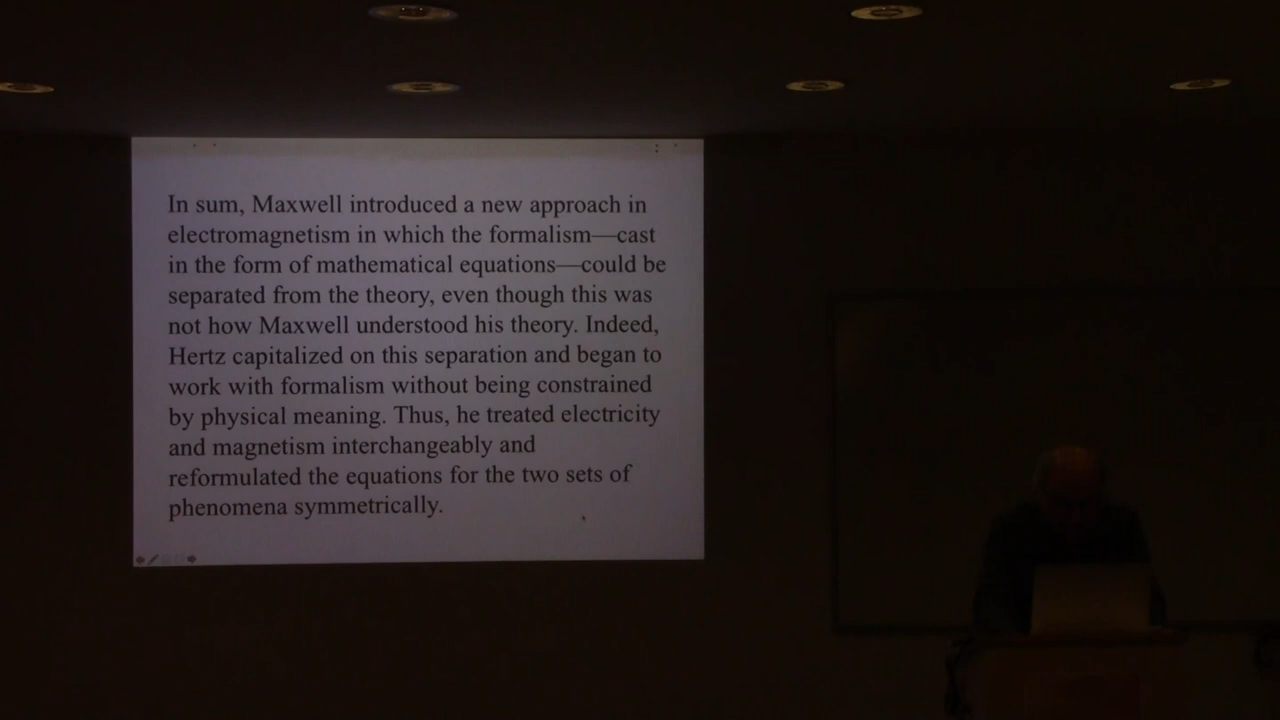 In sum, Maxwell introduced a new approach in
electromagnetism in which the formalism—cast
in the form of mathematical equations—could be
separated from the theory, even though this was
not how Maxwell understood his theory. Indeed,
Hertz capitalized on this separation and began to
work with formalism without being constrained
by physical meaning. Thus, he treated electricity
and magnetism interchangeably and
reformulated the equations for the two sets of
phenomena symmetrically.